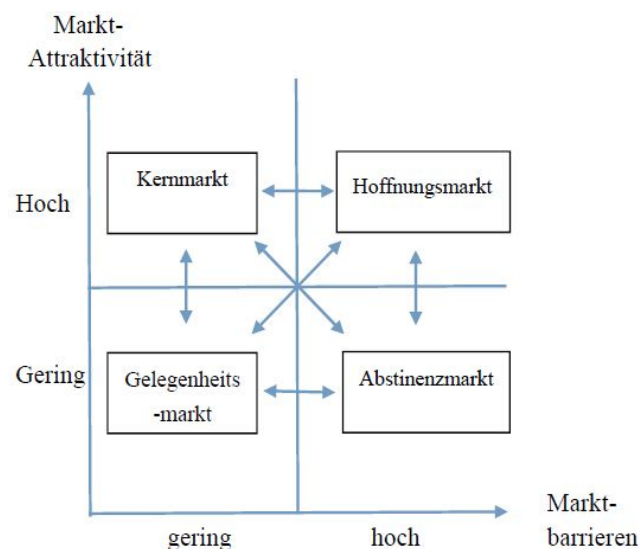 Markt-
Attraktivität
Kernmarkt
Hoffnungsmarkt
Hoch
Gering
Gelegenheits
-markt
Abstinenzmarkt
gering
hoch
Markt-
barrieren